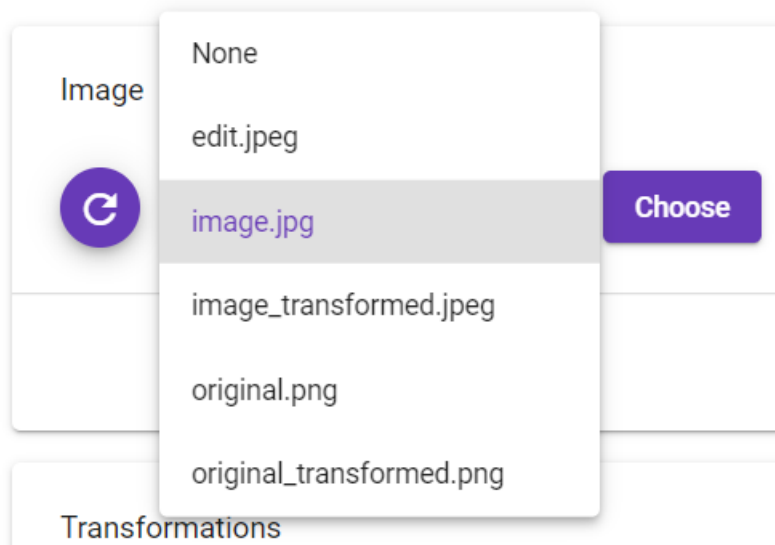 None
Image
edit.jpeg
image.jpg
Choose
image_transformed.jpeg
original.png
original_transformed.png
Transformations